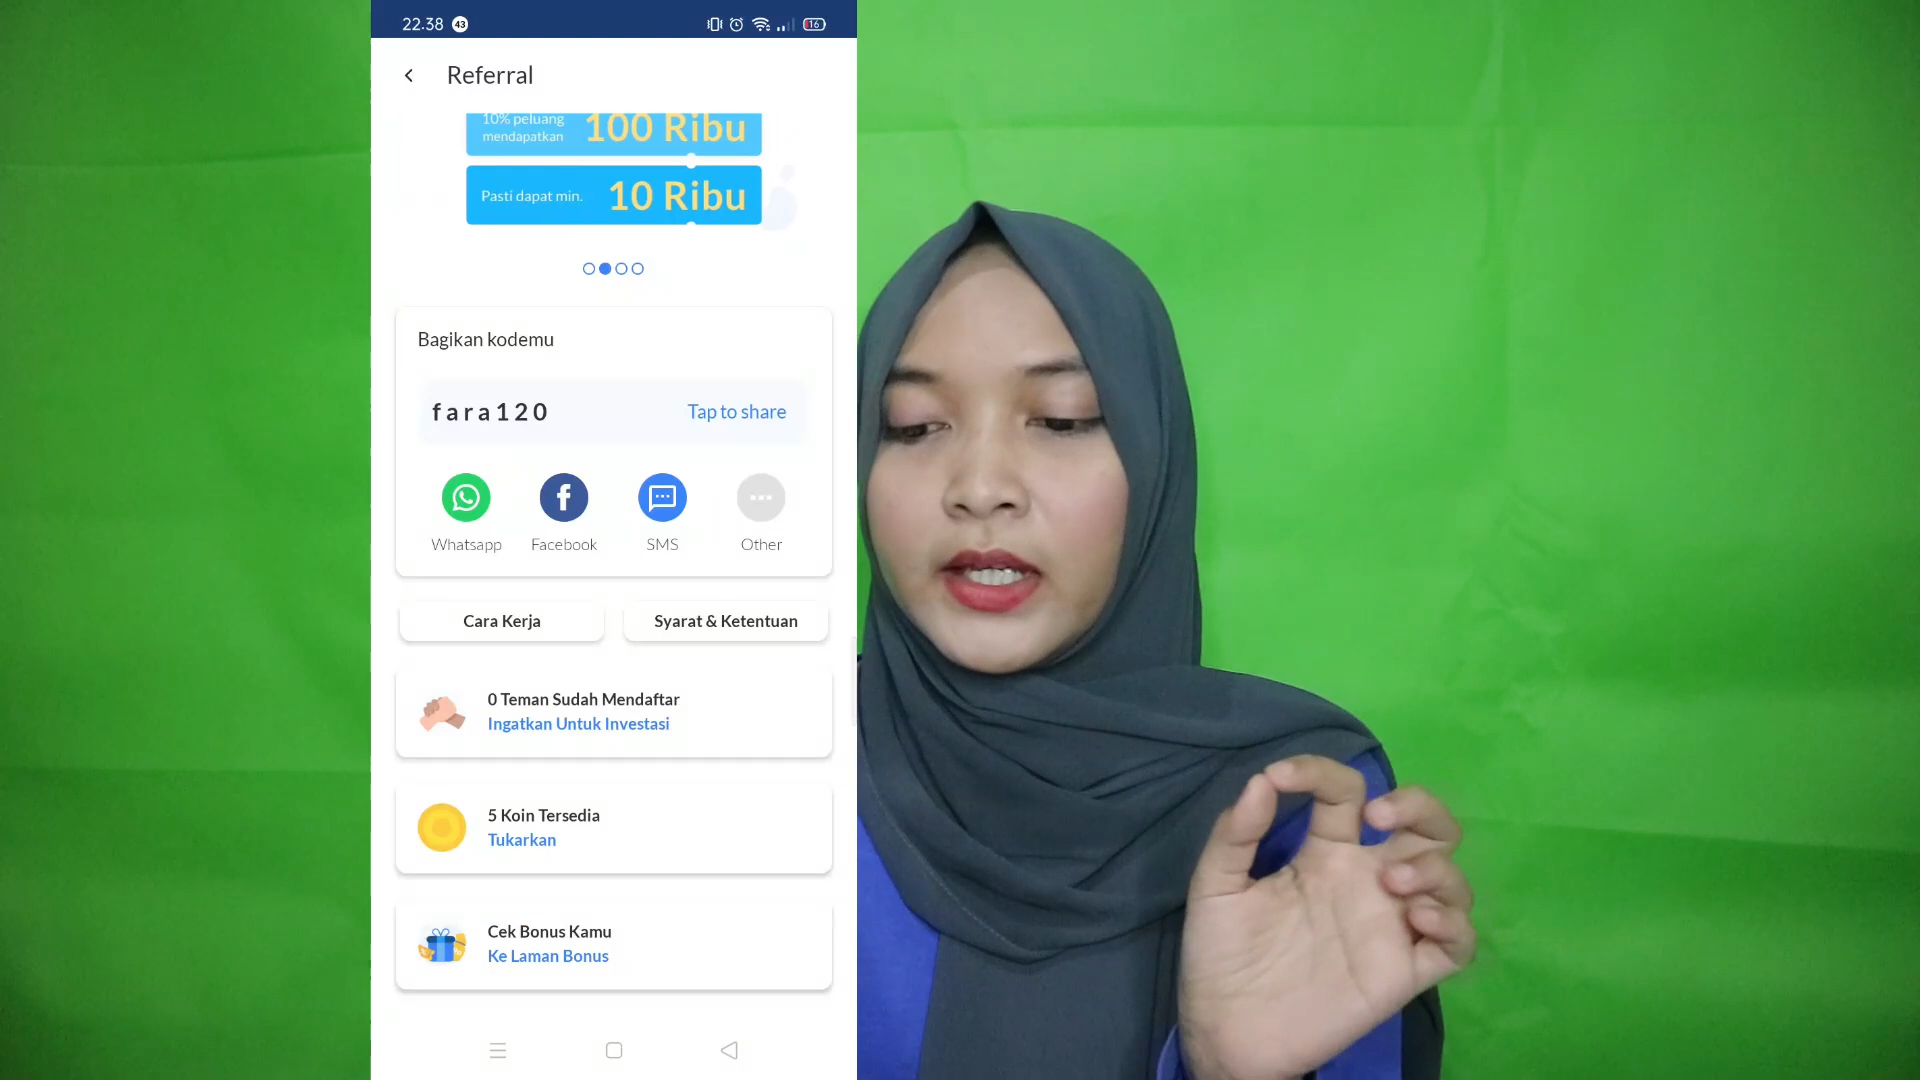 22.38 43 16
Referral
10% peluang
mendapatkan
100 Ribu
Pasti dapat min.
10 Ribu
Bagikan kodemu
fara120
Tap to share
Whatsapp Facebook SMS Other
Cara Kerja Syarat & Ketentuan
0 Teman Sudah Mendaftar
Ingatkan Untuk Investasi
5 Koin Tersedia
Tukarkan
Cek Bonus Kamu
Ke Laman Bonus